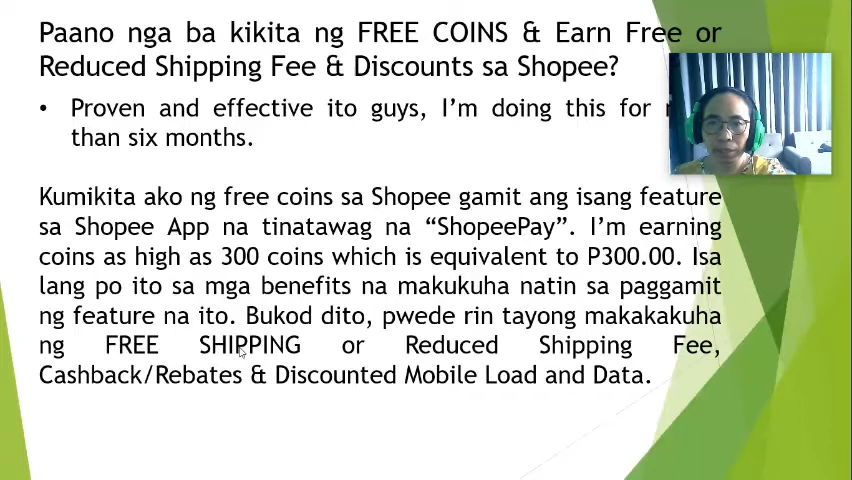 Paano nga ba kikita ng FREE COINS & Earn Free or
Reduced Shipping Fee & Discounts sa Shopee?
• Proven and effective ito guys, I'm doing this for
than six months.
Kumikita ako ng free coins sa Shopee gamit ang isang feature
sa Shopee App na tinatawag na “ShopeePay”. I'm earning
coins as high as 300 coins which is equivalent to P300.00. Isa
lang po ito sa mga benefits na makukuha natin sa paggamit
ng feature na ito. Bukod dito, pwede rin tayong makakakuha
ng FREE SHIPPING or Reduced Shipping Fee,
Cashback/Rebates & Discounted Mobile Load and Data.